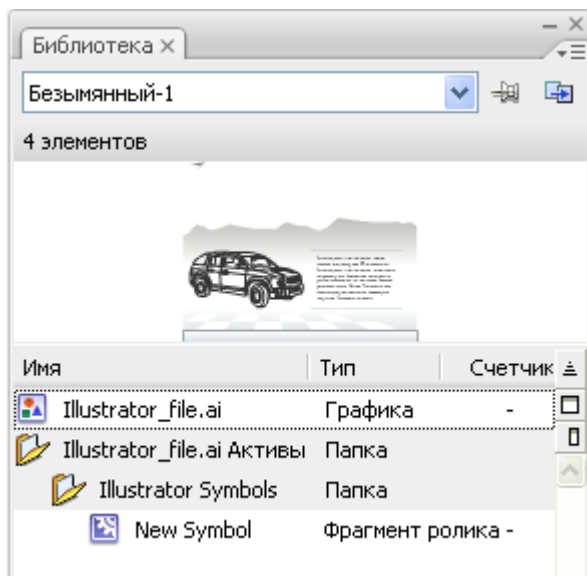 Библиотека
Безымянный-1
4 элементов
Имя Тип Счетчик
Illustrator_file.ai Графика -
Illustrator_file.ai Активы Папка
Illustrator Symbols Папка
New Symbol Фрагмент ролика -